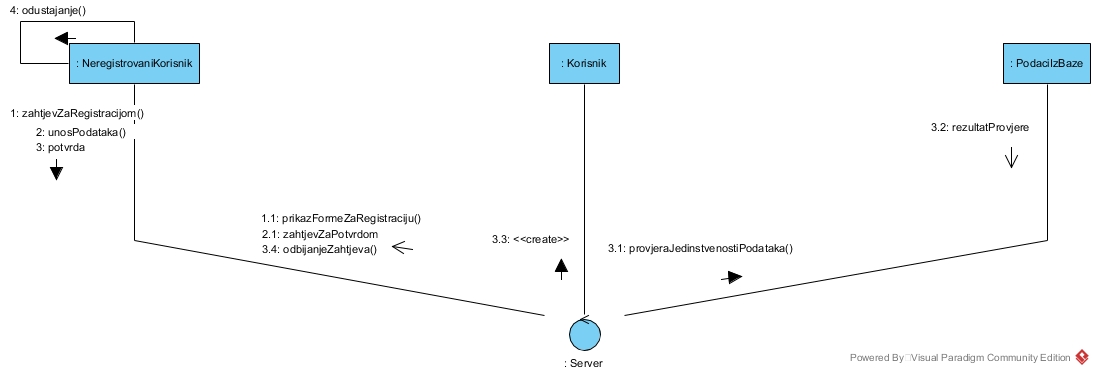 4: odustajanje()
: NeregistrovaniKorisnik
: Korisnik
: PodaciIzBaze
1: zahtjevZaRegistracijom()
2: unosPodataka()
3: potvrda
3.2: rezultatProvjere
1.1: prikazFormeZaRegistraciju()
2.1: zahtjevZaPotvrdom
3.4: odbijanjeZahtjeva()
3.3: <<create>>
3.1: provjeraJedinstvenostiPodataka()
: Server
Powered By Visual Paradigm Community Edition